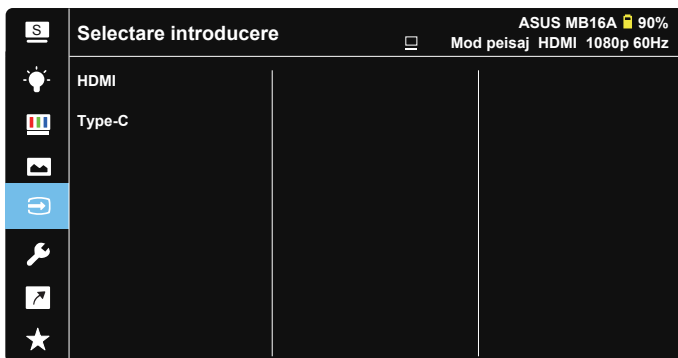 S
Selectare introducere
ASUS MB16A 90%
Mod peisaj HDMI 1080p 60Hz
HDMI
Type-C